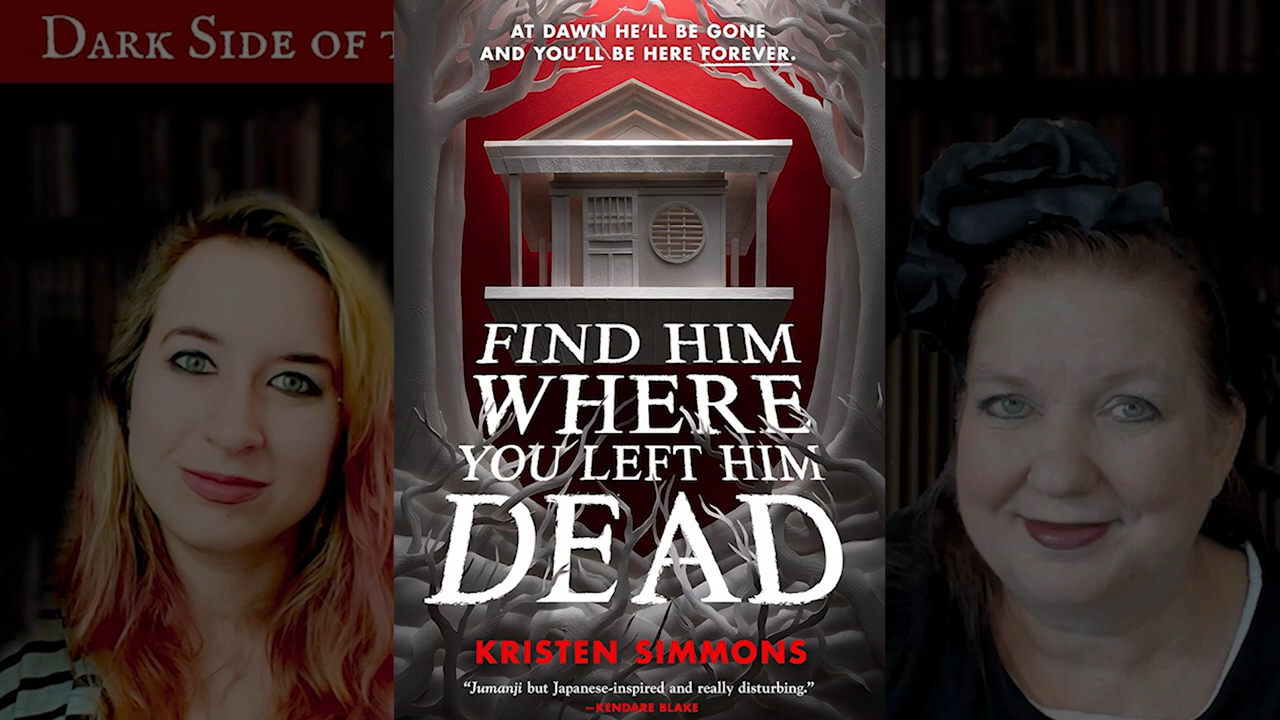 DARK SIDE OF
AT DAWN HE'LL BE GONE
AND YOU'LL BE HERE FOREVER.
FIND HIM
WHERE
YOU LEFT HIM
DEAD
KRISTEN SIMMONS
“Jumanji but Japanese-inspired and really disturbing.”
—KENDARE BLAKE